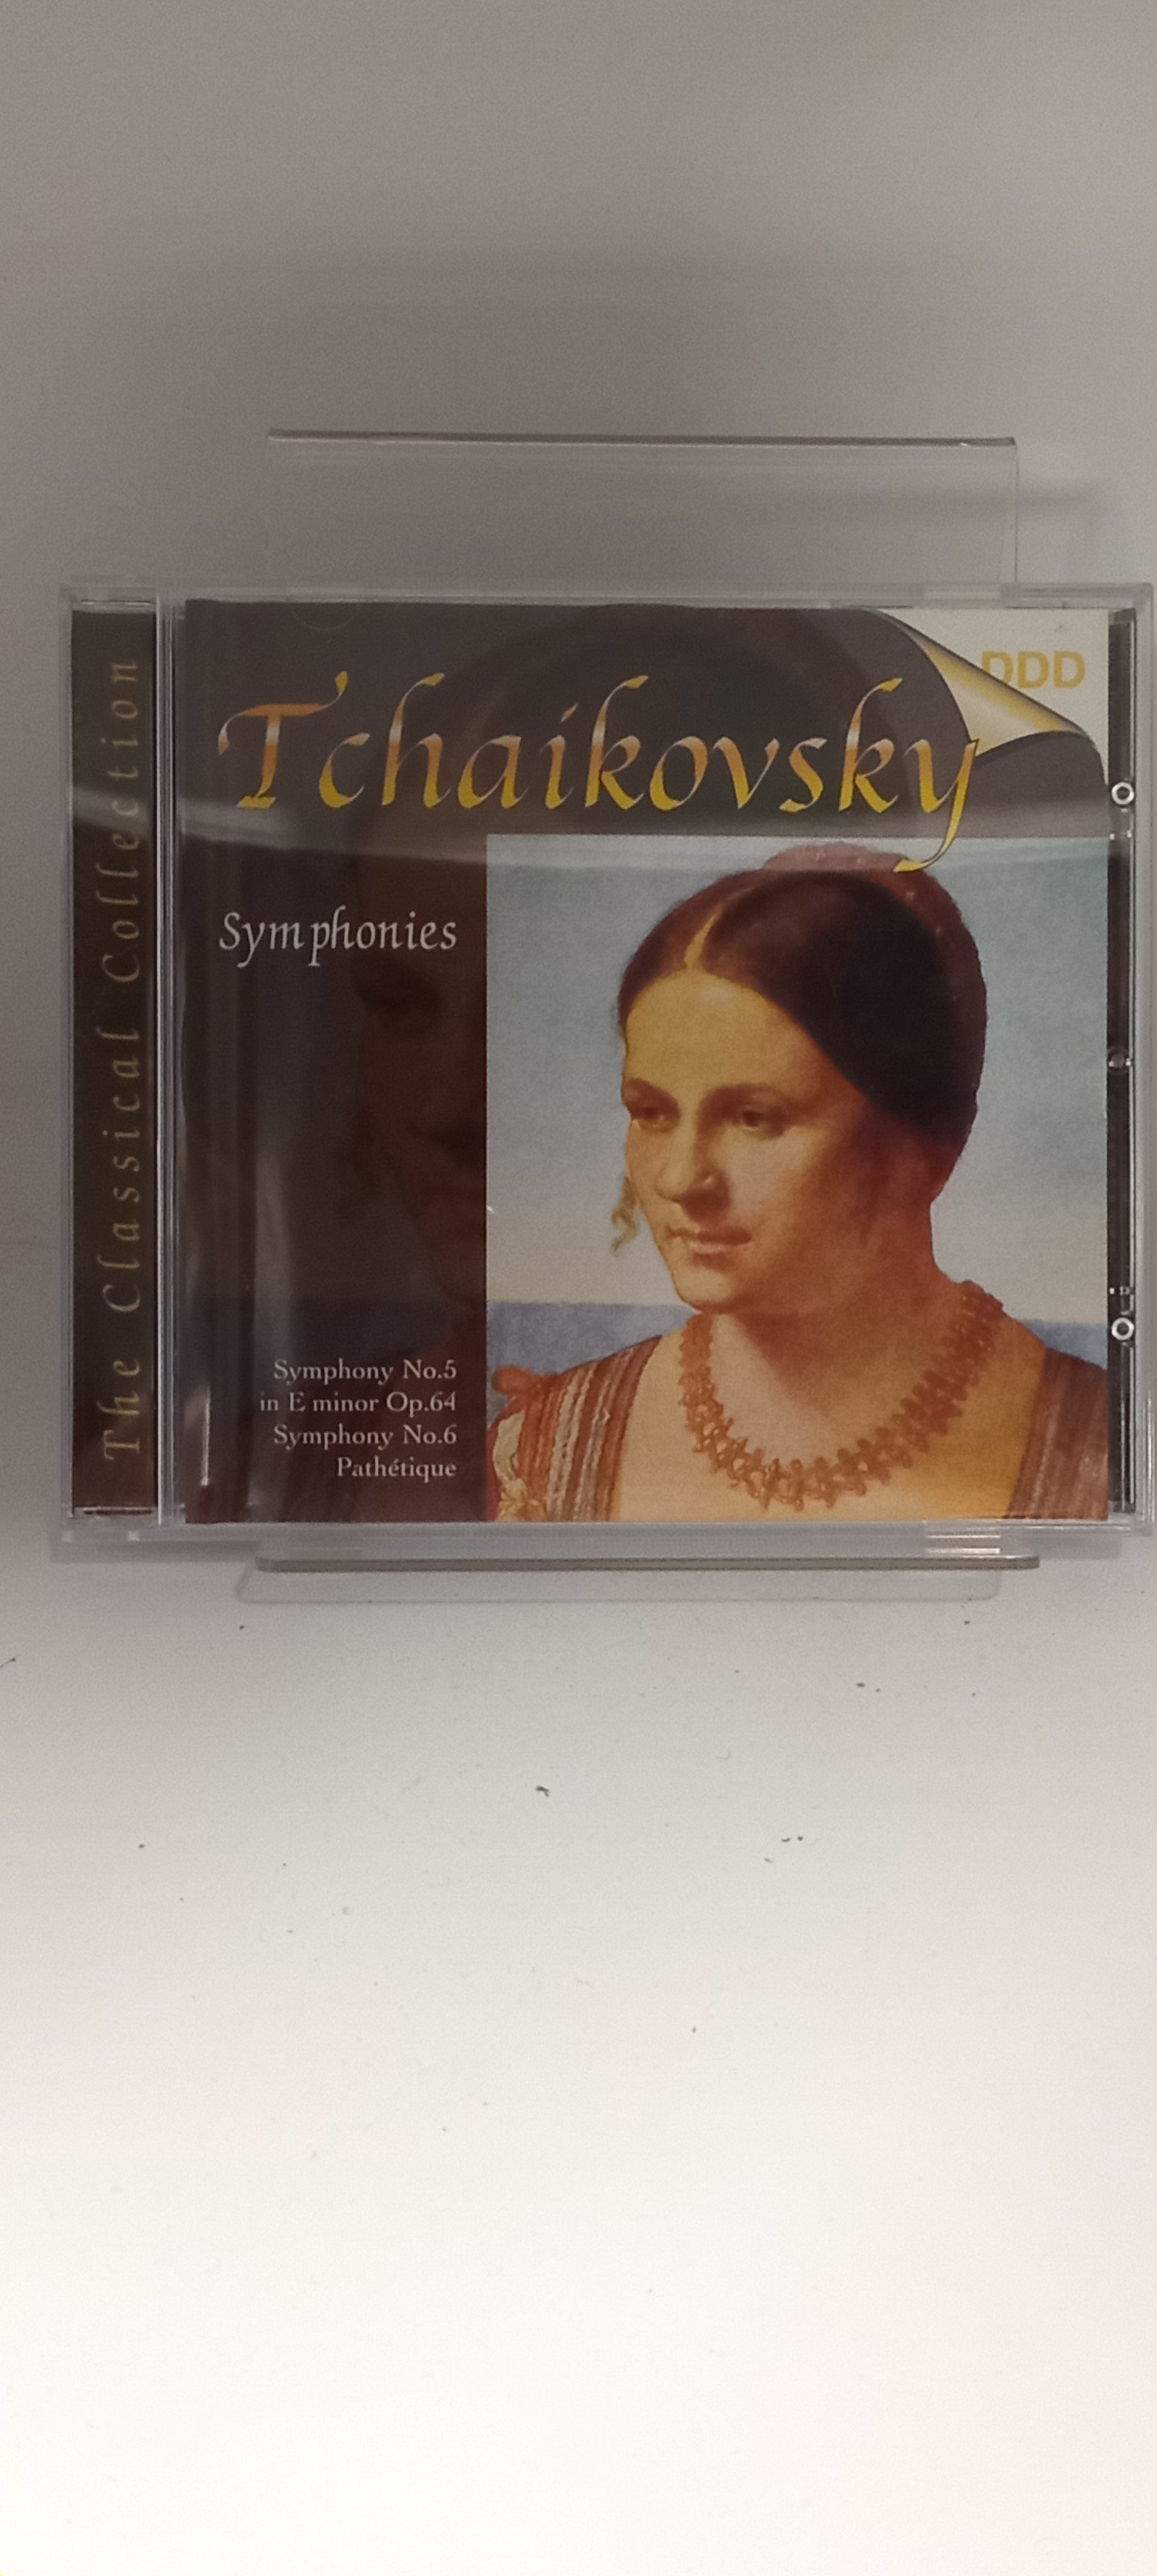 The Classical Collection
DDD
Tchaikovsky
Symphonies
Symphony No.5
in E minor Op.64
Symphony No.6
Pathétique